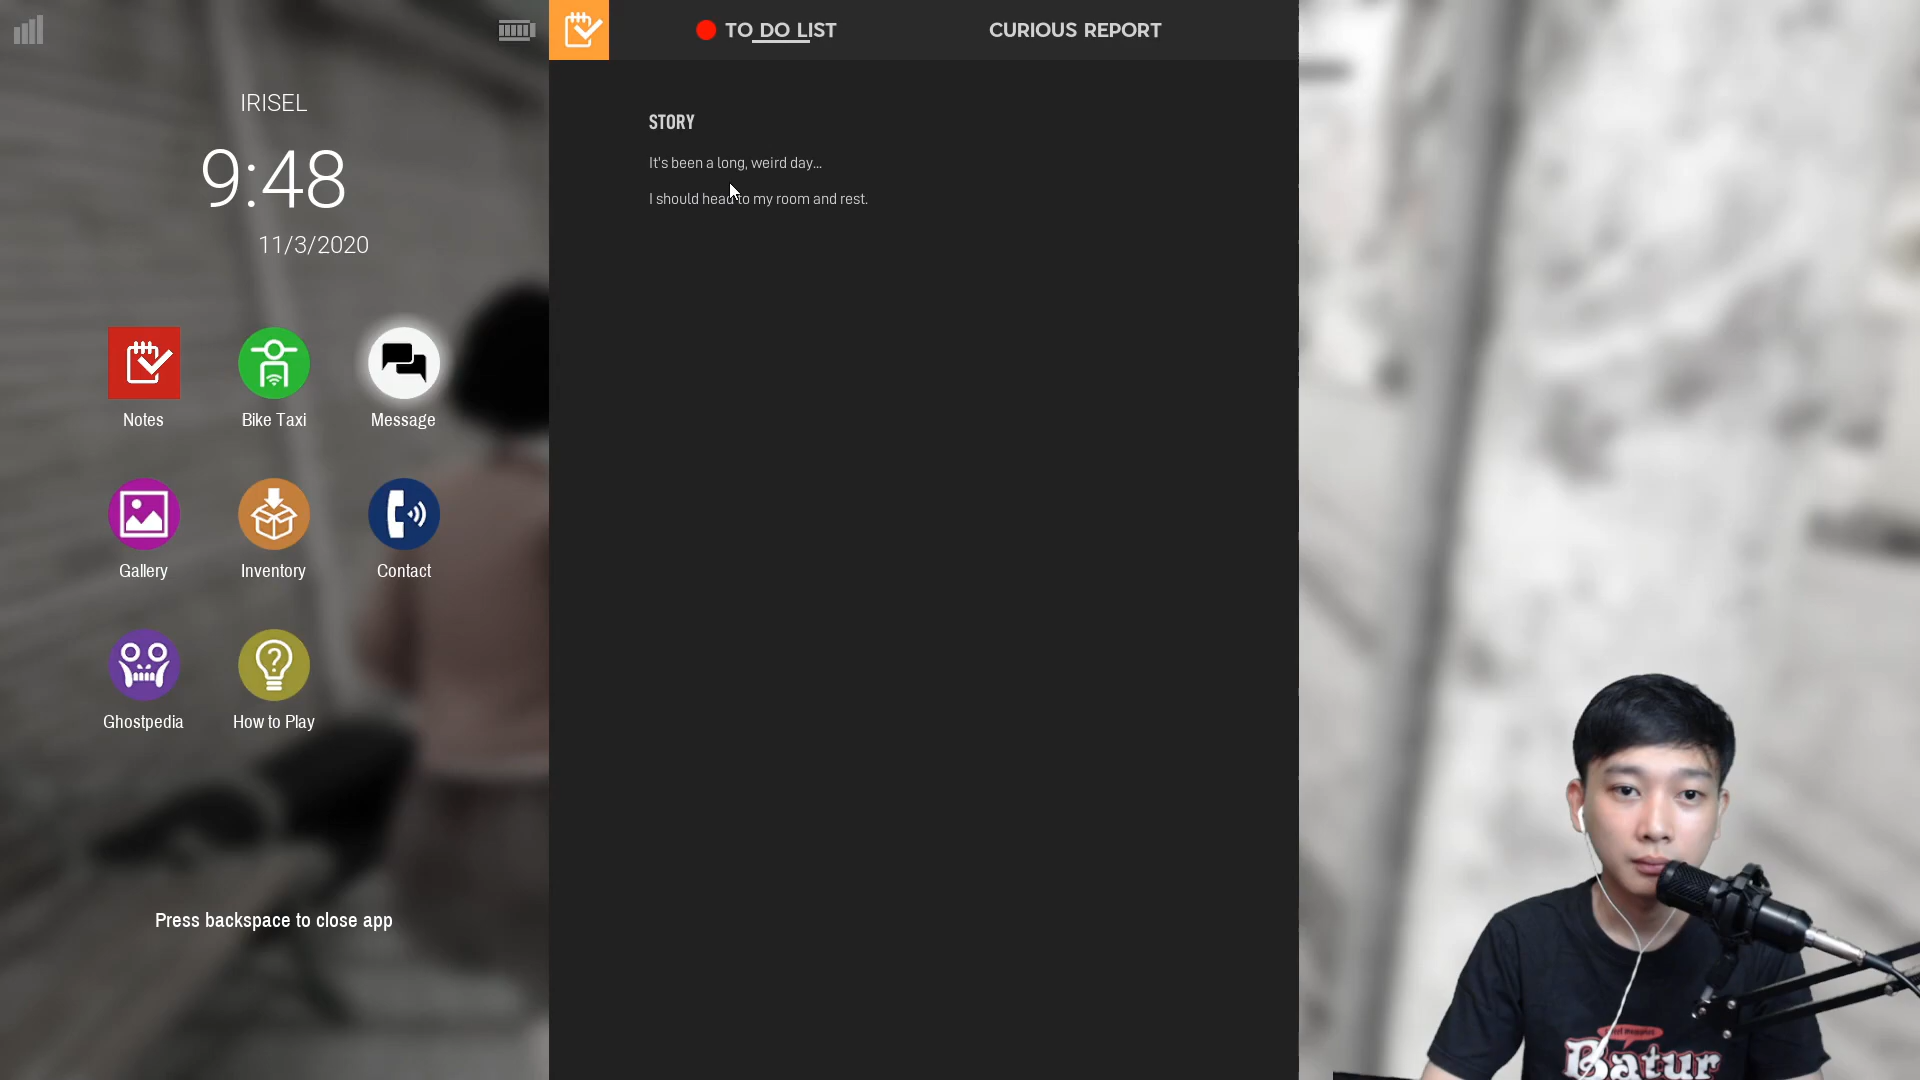 IRISEL
9:48
11/3/2020
Notes
Bike Taxi
Message
Gallery
Inventory
Contact
Ghostpedia
How to Play
Press backspace to close app
TO DO LIST
CURIOUS REPORT
STORY
It's been a long, weird day...
I should head to my room and rest.
Batur